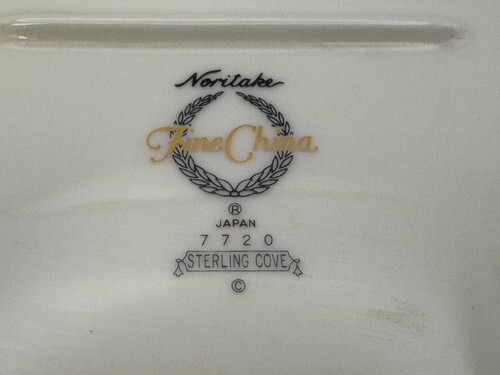 Noritake
Fine China
®
JAPAN
7720
STERLING COVE
©